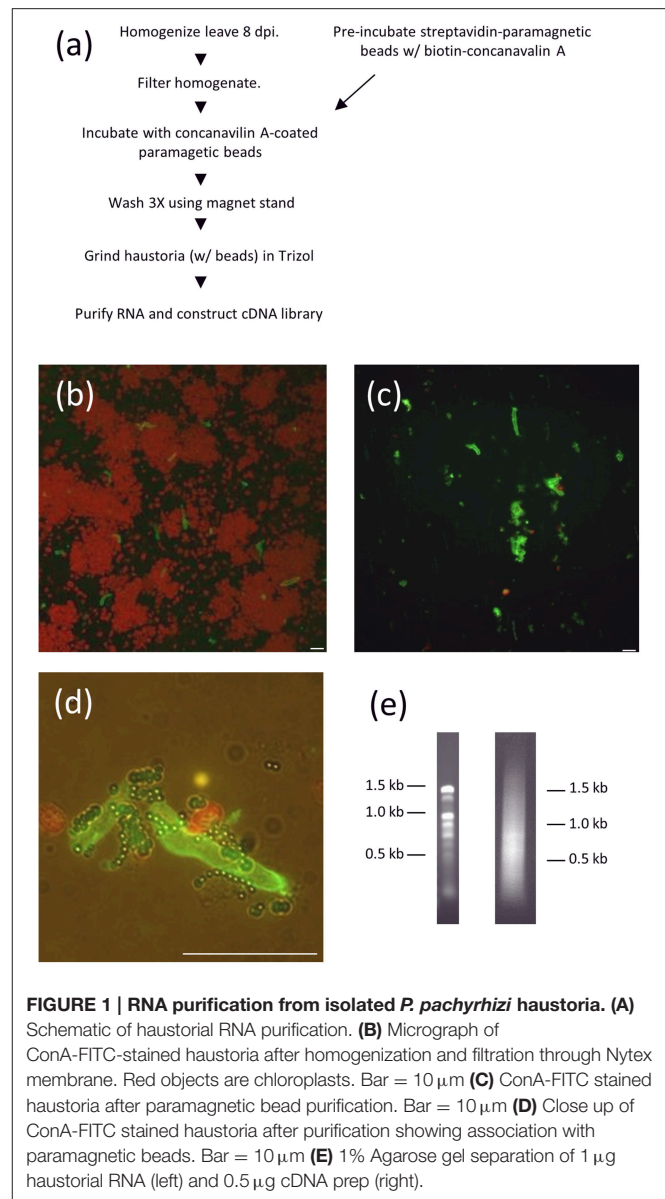 (a)
Homogenize leave 8 dpi.
Pre-incubate streptavidin-paramagnetic
beads w/ biotin-concanavalin A
Filter homogenate.
Incubate with concanavilin A-coated
paramagetic beads
Wash 3X using magnet stand
Grind haustoria (w/ beads) in Trizol
Purify RNA and construct cDNA library
(b)
(c)
(d)
(e)
1.5 kb
1.0 kb
0.5 kb
1.5 kb
1.0 kb
0.5 kb
FIGURE 1 | RNA purification from isolated P. pachyrhizi haustoria. (A)
Schematic of haustorial RNA purification. (B) Micrograph of
ConA-FITC-stained haustoria after homogenization and filtration through Nytex
membrane. Red objects are chloroplasts. Bar = 10 μm (C) ConA-FITC stained
haustoria after paramagnetic bead purification. Bar = 10 μm (D) Close up of
ConA-FITC stained haustoria after purification showing association with
paramagnetic beads. Bar = 10 μm (E) 1% Agarose gel separation of 1 μg
haustorial RNA (left) and 0.5 μg cDNA prep (right).